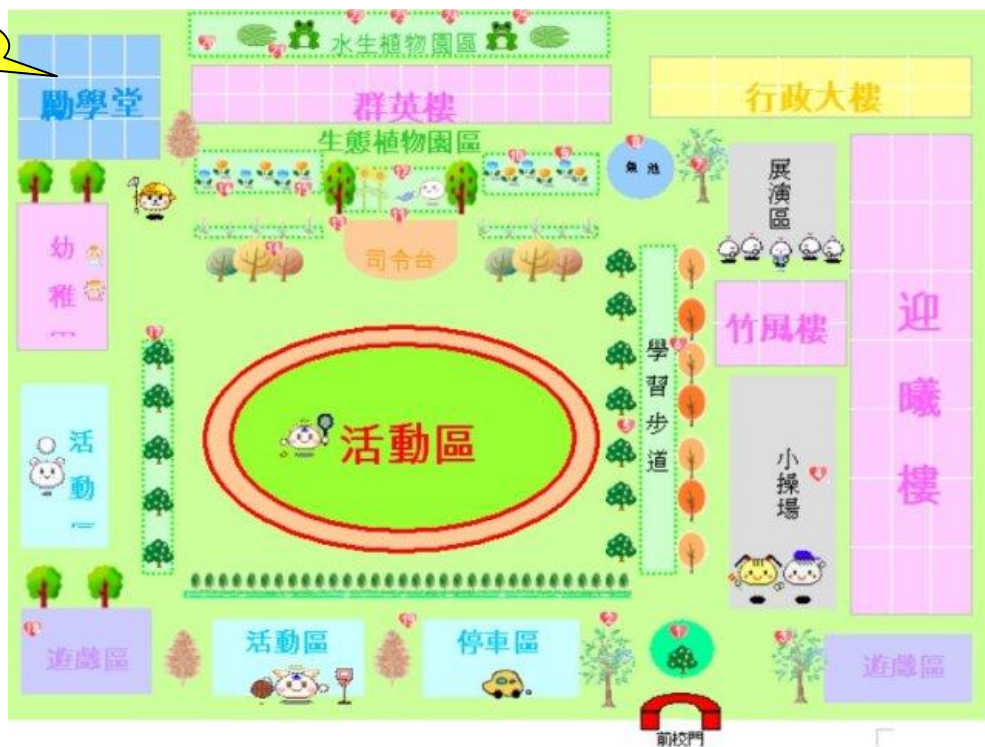 水生植物園區
勵學堂
群英樓
行政大樓
生態植物園區
魚池
展演區
幼稚
司令台
竹風樓
迎曦樓
學習步道
活動區
活動
小操場
遊戲區
活動區
停車區
遊戲區
前校門